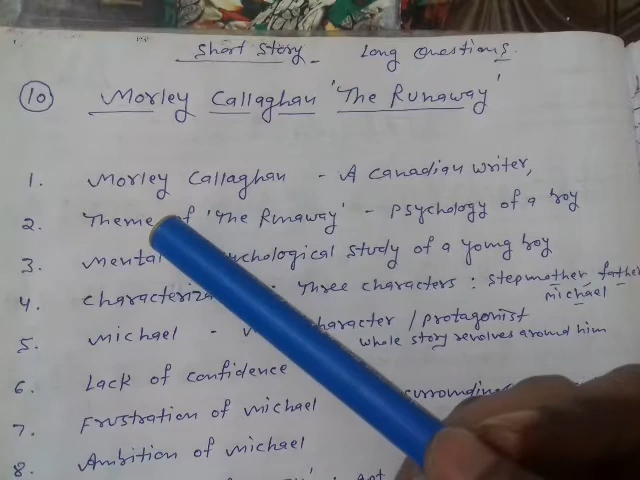 Short Story - Long Questions.
10 Morley Callaghan 'The Runaway'
1. Morley Callaghan - A Canadian writer,
2. Theme of 'The Runaway' - Psychology of a boy
3. Mental psychological study of a young boy
4. Characterizat : Three characters : stepmother, father
michael
5. michael - character / protagonist
whole story revolves around him
6. Lack of confidence
7. Frustration of michael surroundings
8. Ambition of michael